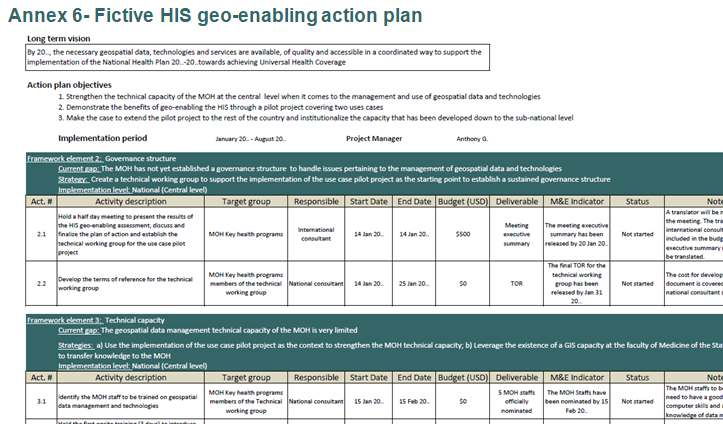 Annex 6- Fictive HIS geo-enabling action plan
Long term vision
By 20.., the necessary geospatial data, technologies and services are available, of quality and accessible in a coordinated way to support the
implementation of the National Health Plan 20..-20..towards achieving Universal Health Coverage
Action plan objectives
1. Strengthen the technical capacity of the MOH at the central level when it comes to the management and use of geospatial data and technologies
2. Demonstrate the benefits of geo-enabling the HIS through a pilot project covering two uses cases
3. Make the case to extend the pilot project to the rest of the country and institutionalize the capacity that has been developed down to the sub-national level
Implementation period January 20.. - August 20.. Project Manager Anthony G.
Framework element 2: Governance structure
Current gap: The MOH has not yet established a governance structure to handle issues pertaining to the management of geospatial data and technologies
Strategy: Create a technical working group to support the implementation of the use case pilot project as the starting point to establish a sustained governance structure
Implementation level: National (Central level)
Act. # Activity description Target group Responsible Start Date End Date Budget (USD) Deliverable M&E Indicator Status Note
2.1
Hold a half day meeting to present the results of
the HIS geo-enabling assessment, discuss and
finalize the plan of action and establish the
technical working group for the use case pilot
project
MOH Key health programs
International
consultant
14 Jan 20..
14 Jan 20..
$500
Meeting
executive
summary
The meeting executive
summary has been
released by 20 Jan 20..
Not started
A translator will be
the meeting. The tra
international consult
included in the budg
executive summary
be translated.
2.2
Develop the terms of reference for the technical
working group
MOH Key health programs
members of the technical
working group
National consultant
14 Jan 20..
25 Jan 20..
$0
TOR
The final TOR for the
technical working
group has been
released by Jan 31
20..
Not started
The cost for develop
document is covered
national consultant
Framework element 3: Technical capacity
Current gap: The geospatial data management technical capacity of the MOH is very limited
Strategies: a) Use the implementation of the use case pilot project as the context to strengthen the MOH technical capacity; b) Leverage the existence of a GIS capacity at the faculty of Medicine of the Sta
to transfer knowledge to the MOH
Implementation level: National (Central level)
Act. # Activity description Target group Responsible Start Date End Date Budget (USD) Deliverable M&E Indicator Status Note
3.1
Identify the MOH staff to be trained on geospatial
data management and technologies
MOH Key health programs
members of the Technical
working group
National consultant
15 Jan 20..
15 Feb 20..
$0
5 MOH staffs
officially
nominated
The MOH Staffs have
been nominated by 15
Feb 20..
Not started
The MOH staffs to b
need to have a good
computer skills and
knowledge of data m